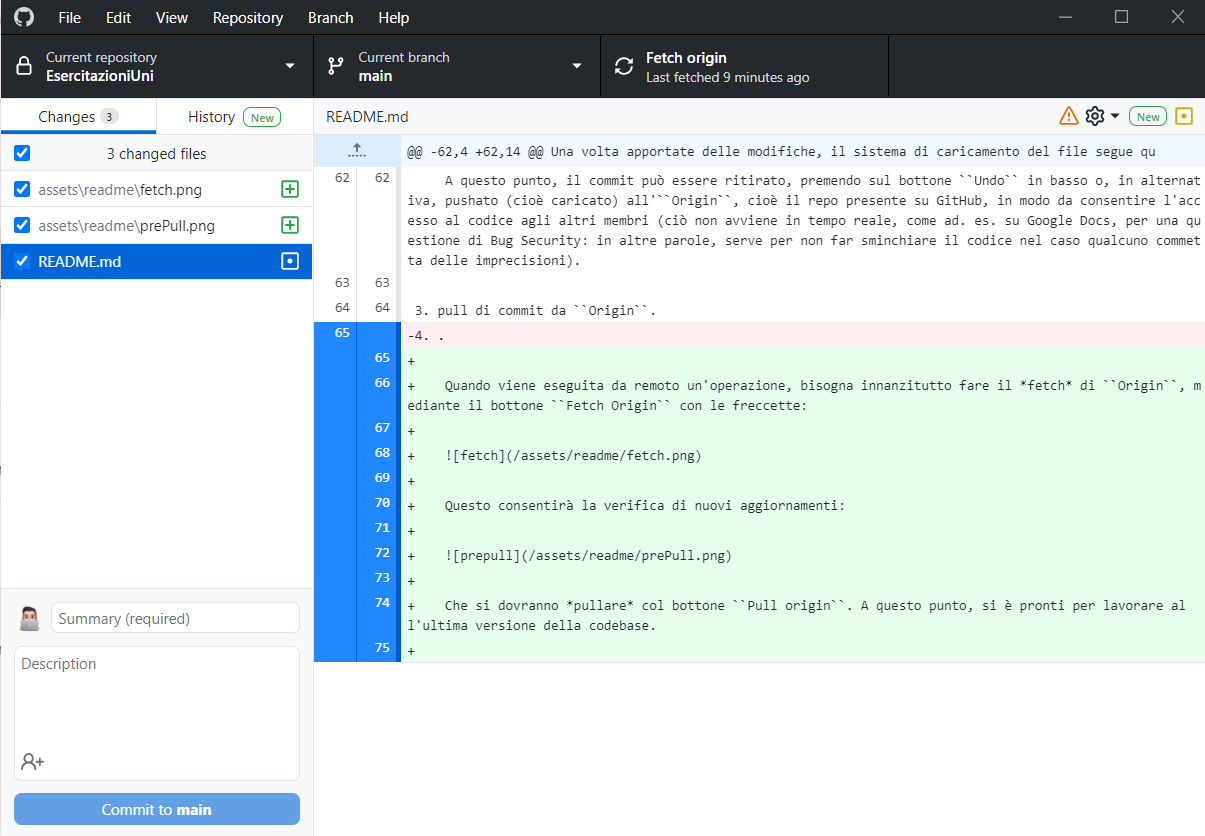 File Edit View Repository Branch Help
Current repository
EsercitazioniUni
Current branch
main
Fetch origin
Last fetched 9 minutes ago
Changes 3
History New
README.md
New
3 changed files
assets\readme\fetch.png
assets\readme\prePull.png
README.md
@@ -62,4 +62,14 @@ Una volta apportate delle modifiche, il sistema di caricamento del file segue qu
62 62 A questo punto, il commit può essere ritirato, premendo sul bottone ``Undo`` in basso o, in alternat
iva, pushato (cioè caricato) all'``Origin``, cioè il repo presente su GitHub, in modo da consentire l'acc
esso al codice agli altri membri (ciò non avviene in tempo reale, come ad. es. su Google Docs, per una qu
estione di Bug Security: in altre parole, serve per non far sminchiare il codice nel caso qualcuno commet
ta delle imprecisioni).
63 63
64 64 3. pull di commit da ``Origin``.
65 -4. .
65 +
66 + Quando viene eseguita da remoto un'operazione, bisogna innanzitutto fare il *fetch* di ``Origin``, m
ediante il bottone ``Fetch Origin`` con le freccette:
67 +
68 + ![fetch](/assets/readme/fetch.png)
69 +
70 + Questo consentirà la verifica di nuovi aggiornamenti:
71 +
72 + ![prepull](/assets/readme/prePull.png)
73 +
74 + Che si dovranno *pullare* col bottone ``Pull origin``. A questo punto, si è pronti per lavorare al
l'ultima versione della codebase.
75 +
Summary (required)
Description
Commit to main